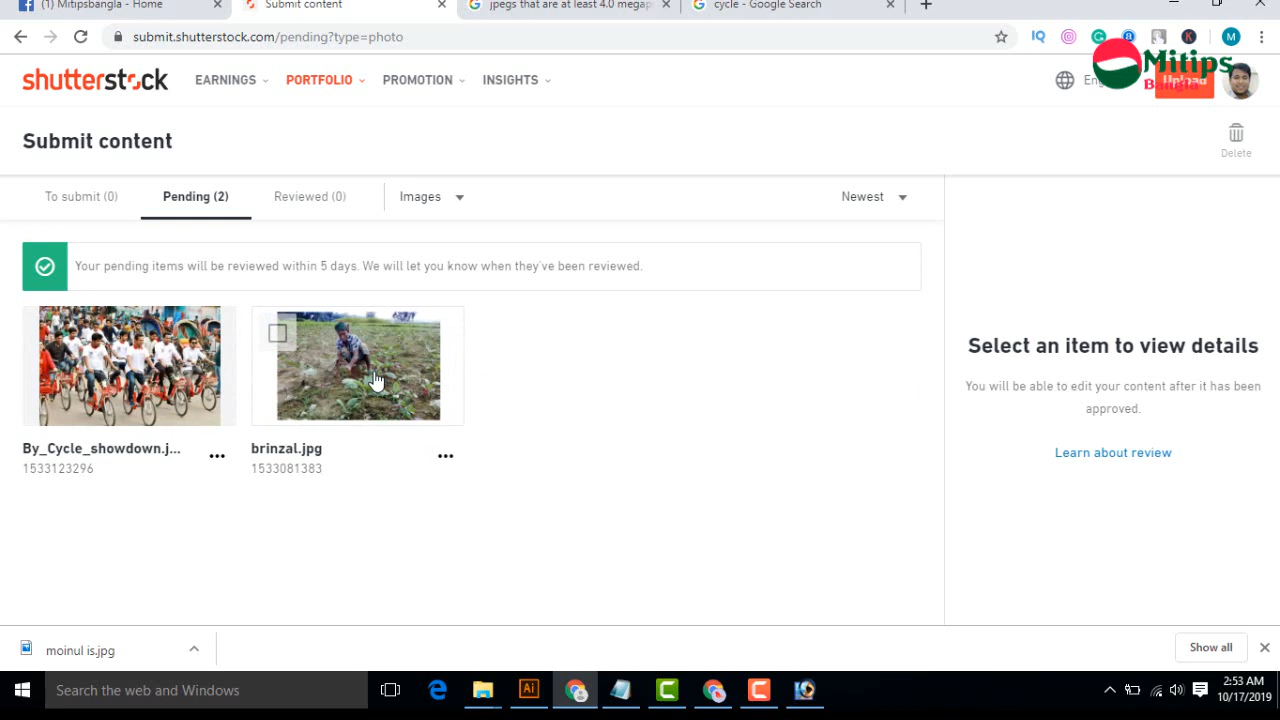 (1) Mitipsbangla - Home
Submit content
jpegs that are at least 4.0 megap
cycle - Google Search
submit.shutterstock.com/pending?type=photo
IQ
M
Mitips
Bangla
shutterstock
EARNINGS
PORTFOLIO
PROMOTION
INSIGHTS
Upload
Submit content
Delete
To submit (0)
Pending (2)
Reviewed (0)
Images
Newest
Your pending items will be reviewed within 5 days. We will let you know when they've been reviewed.
By_Cycle_showdown.j...
1533123296
brinzal.jpg
1533081383
Select an item to view details
You will be able to edit your content after it has been
approved.
Learn about review
moinul is.jpg
Show all
Search the web and Windows
Ai
2:53 AM
10/17/2019